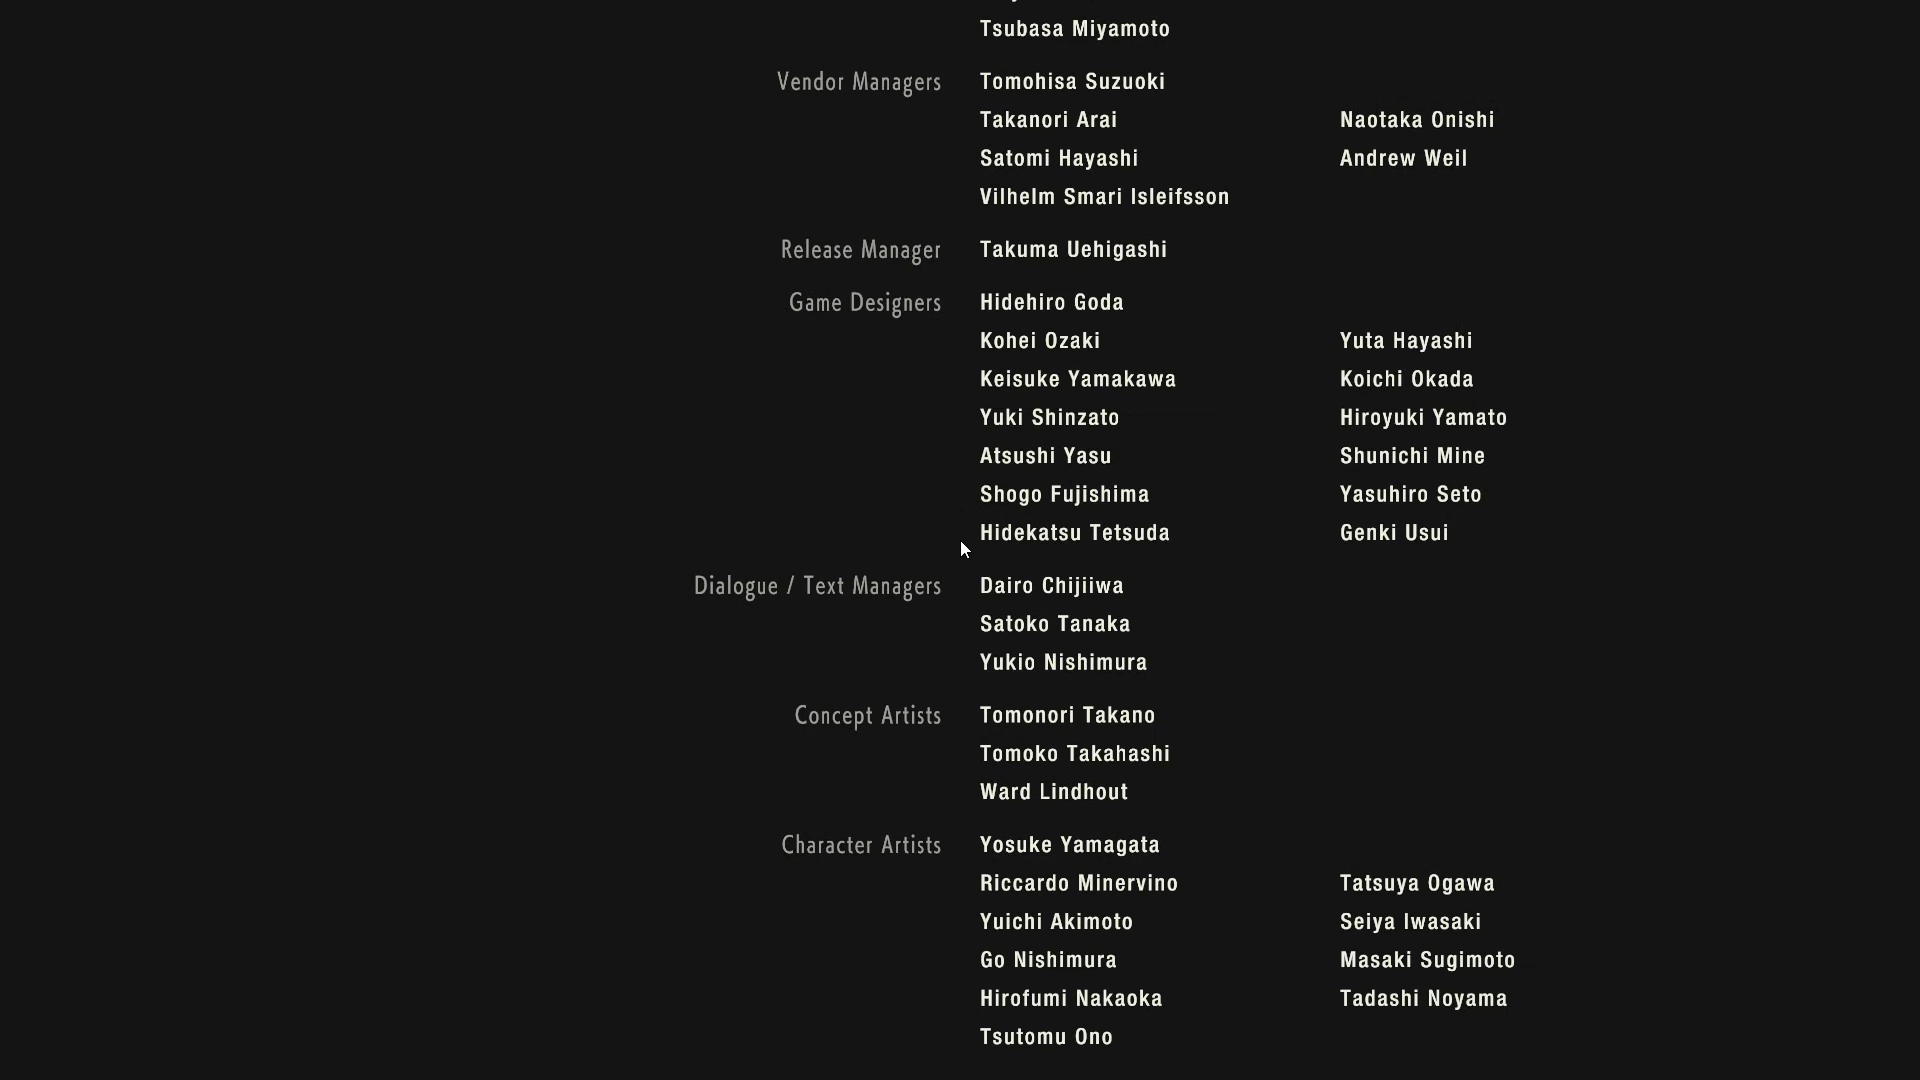 Tsubasa Miyamoto
Vendor Managers Tomohisa Suzuoki
Takanori Arai Naotaka Onishi
Satomi Hayashi Andrew Weil
Vilhelm Smari Isleifsson
Release Manager Takuma Uehigashi
Game Designers Hidehiro Goda
Kohei Ozaki Yuta Hayashi
Keisuke Yamakawa Koichi Okada
Yuki Shinzato Hiroyuki Yamato
Atsushi Yasu Shunichi Mine
Shogo Fujishima Yasuhiro Seto
Hidekatsu Tetsuda Genki Usui
Dialogue / Text Managers Dairo Chijiiwa
Satoko Tanaka
Yukio Nishimura
Concept Artists Tomonori Takano
Tomoko Takahashi
Ward Lindhout
Character Artists Yosuke Yamagata
Riccardo Minervino Tatsuya Ogawa
Yuichi Akimoto Seiya Iwasaki
Go Nishimura Masaki Sugimoto
Hirofumi Nakaoka Tadashi Noyama
Tsutomu Ono